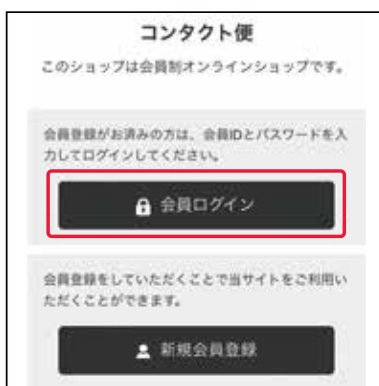 コンタクト便
このショップは会員制オンラインショップです。
会員登録がお済みの方は、会員IDとパスワードを入
力してログインしてください。
会員ログイン
会員登録をしていただくことで当サイトをご利用い
ただくことができます。
新規会員登録